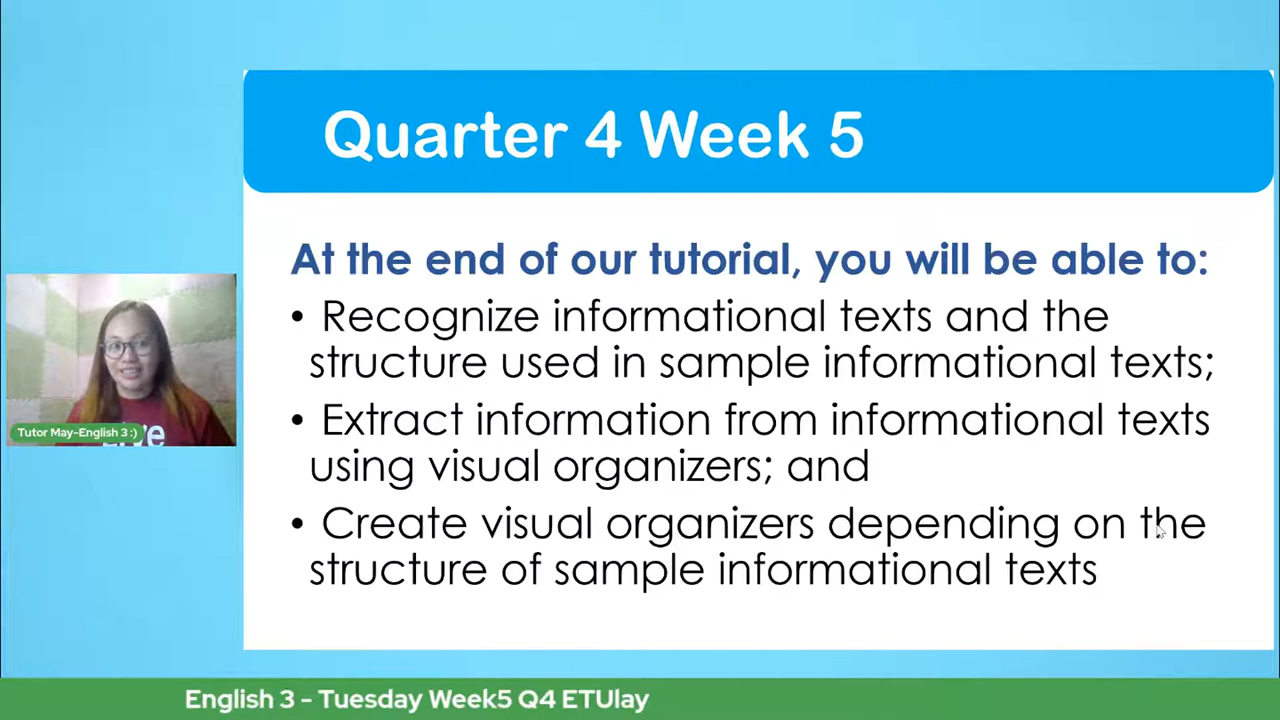 Quarter 4 Week 5
At the end of our tutorial, you will be able to:
• Recognize informational texts and the
structure used in sample informational texts;
• Extract information from informational texts
using visual organizers; and
• Create visual organizers depending on the
structure of sample informational texts
Tutor May-English 3 :)
English 3 - Tuesday Week5 Q4 ETUlay